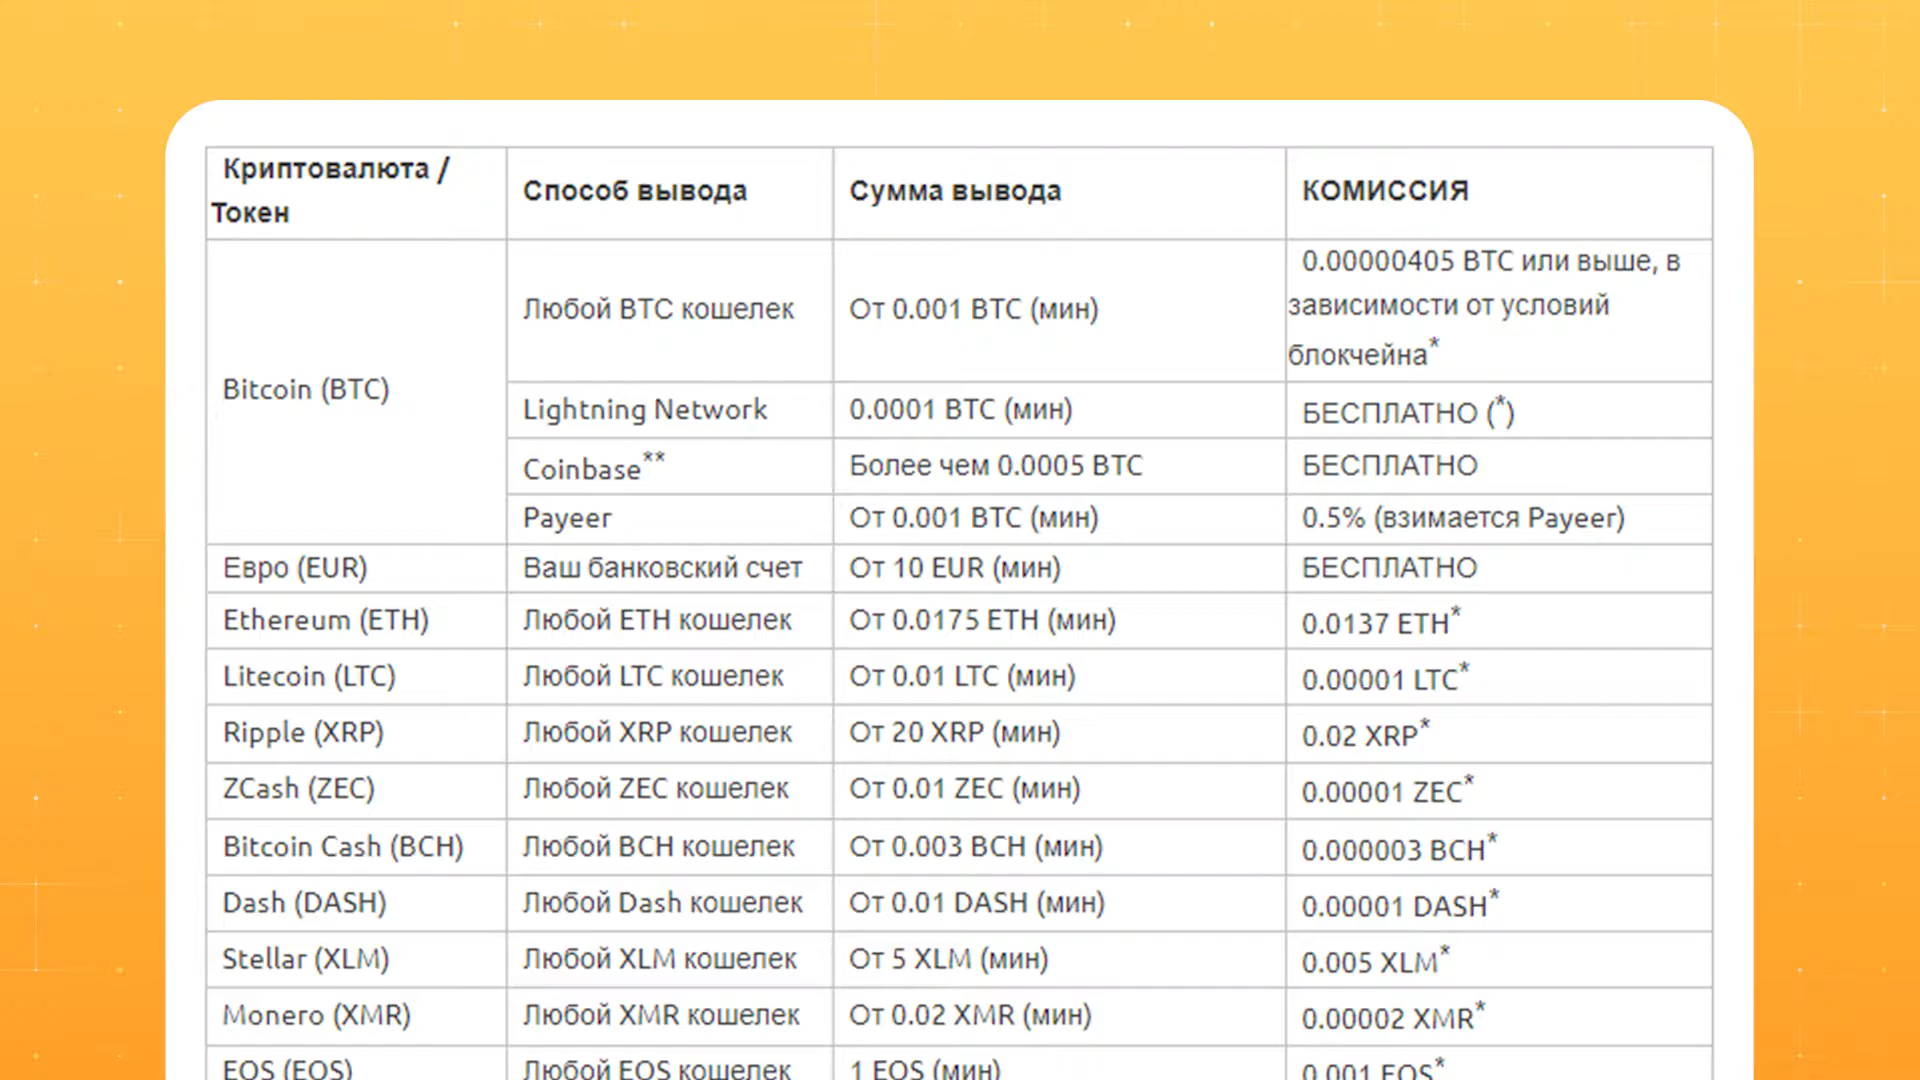 Криптовалюта /
Токен
Способ вывода
Сумма вывода
КОМИССИЯ
Bitcoin (BTC)
Любой BTC кошелек
От 0.001 BTC (мин)
0.00000405 BTC или выше, в
зависимости от условий
блокчейна*
Lightning Network
0.0001 BTC (мин)
БЕСПЛАТНО (*)
Coinbase**
Более чем 0.0005 BTC
БЕСПЛАТНО
Payeer
От 0.001 BTC (мин)
0.5% (взимается Payeer)
Евро (EUR)
Ваш банковский счет
От 10 EUR (мин)
БЕСПЛАТНО
Ethereum (ETH)
Любой ETH кошелек
От 0.0175 ETH (мин)
0.0137 ETH*
Litecoin (LTC)
Любой LTC кошелек
От 0.01 LTC (мин)
0.00001 LTC*
Ripple (XRP)
Любой XRP кошелек
От 20 XRP (мин)
0.02 XRP*
ZCash (ZEC)
Любой ZEC кошелек
От 0.01 ZEC (мин)
0.00001 ZEC*
Bitcoin Cash (BCH)
Любой BCH кошелек
От 0.003 BCH (мин)
0.000003 BCH*
Dash (DASH)
Любой Dash кошелек
От 0.01 DASH (мин)
0.00001 DASH*
Stellar (XLM)
Любой XLM кошелек
От 5 XLM (мин)
0.005 XLM*
Monero (XMR)
Любой XMR кошелек
От 0.02 XMR (мин)
0.00002 XMR*
EOS (EOS)
Любой EOS кошелек
1 EOS (мин)
0.001 EOS*